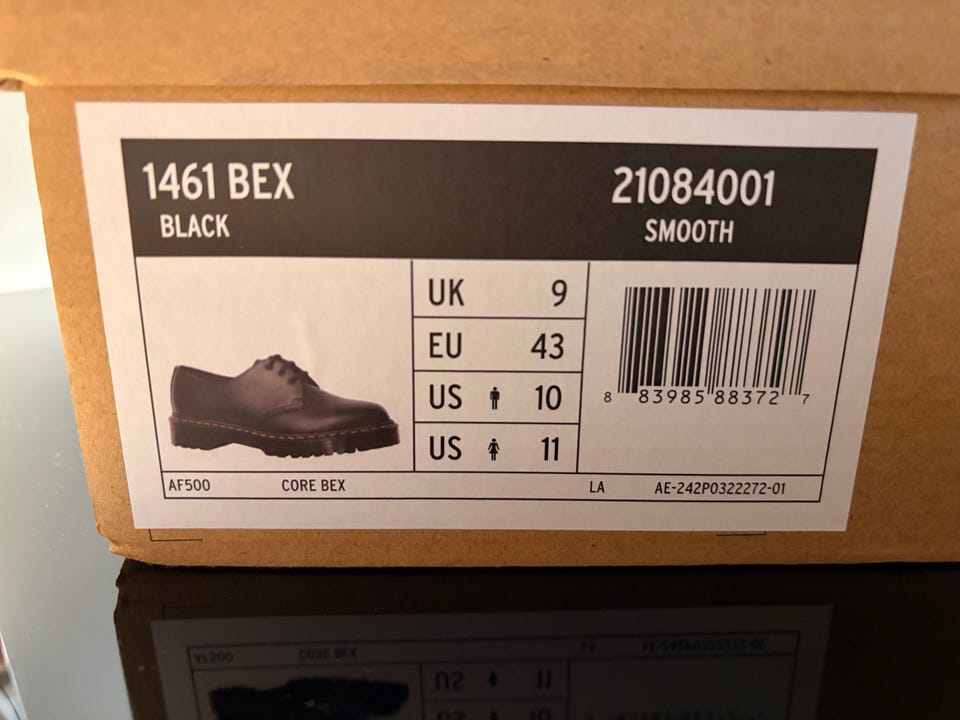 1461 BEX
BLACK
21084001
SMOOTH
UK 9
EU 43
US 10
US 11
8 83985 88372 7
AF500 CORE BEX LA AE-242P0322272-01